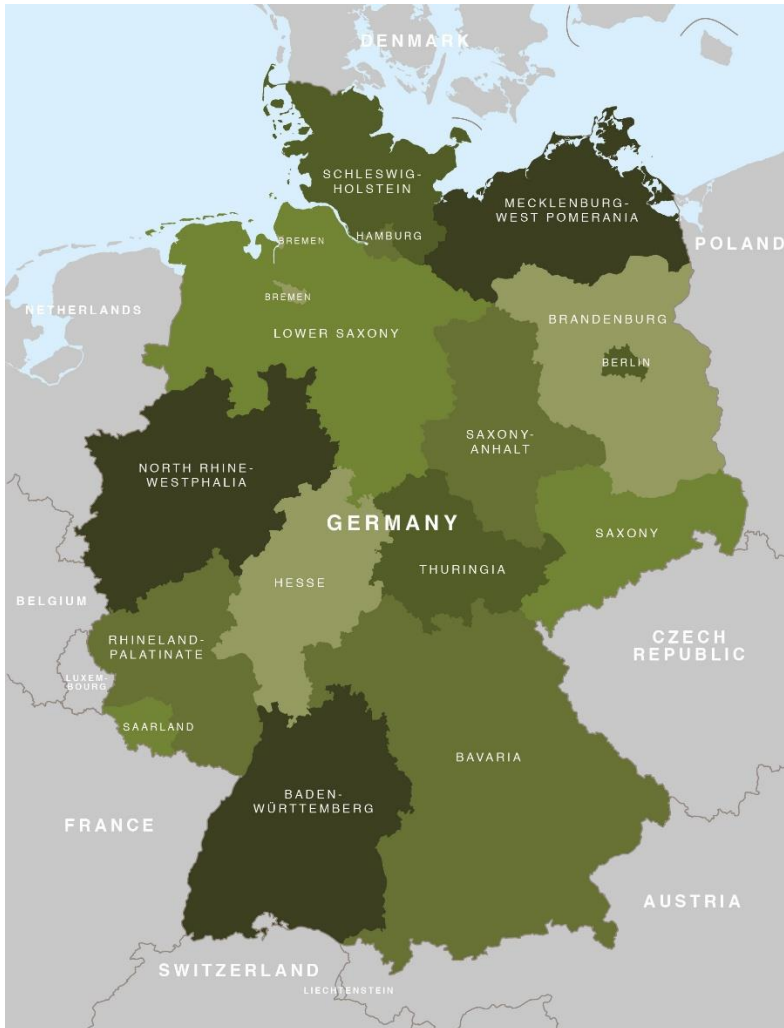 DENMARK
SCHLESWIG-
HOLSTEIN
MECKLENBURG-
WEST POMERANIA
HAMBURG
BREMEN
POLAND
BREMEN
NETHERLANDS
BRANDENBURG
LOWER SAXONY
BERLIN
SAXONY-
ANHALT
NORTH RHINE-
WESTPHALIA
GERMANY
SAXONY
THURINGIA
HESSE
BELGIUM
RHINELAND-
PALATINATE
CZECH
REPUBLIC
LUXEM-
BOURG
SAARLAND
BAVARIA
BADEN-
WÜRTTEMBERG
FRANCE
AUSTRIA
SWITZERLAND
LIECHTENSTEIN